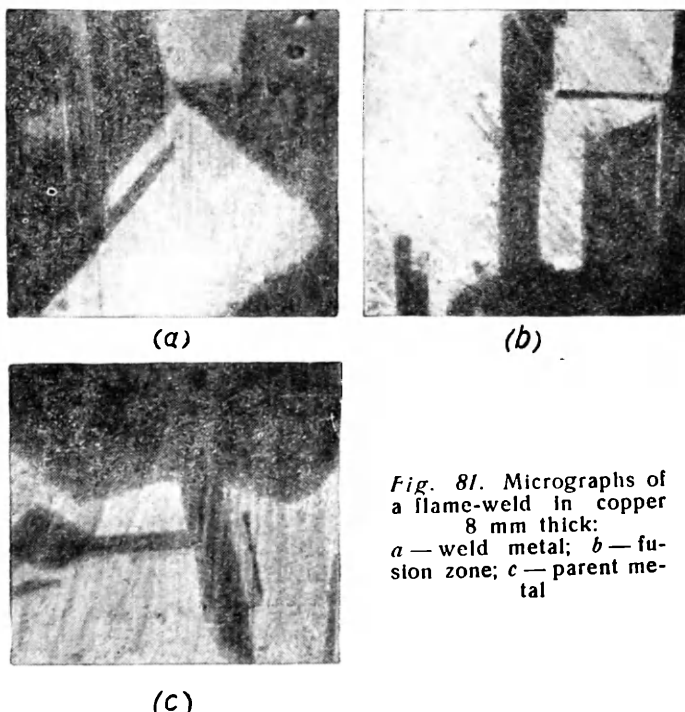 (a)
(b)
Fig. 81. Micrographs of
a flame-weld in copper
8 mm thick:
a — weld metal; b — fu-
sion zone; c — parent me-
tal
(c)